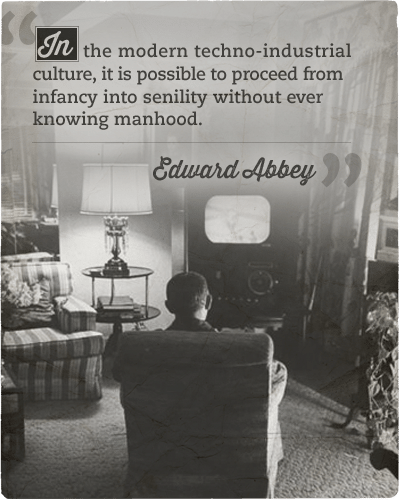 In the modern techno-industrial
culture, it is possible to proceed from
infancy into senility without ever
knowing manhood.
Edward Abbey